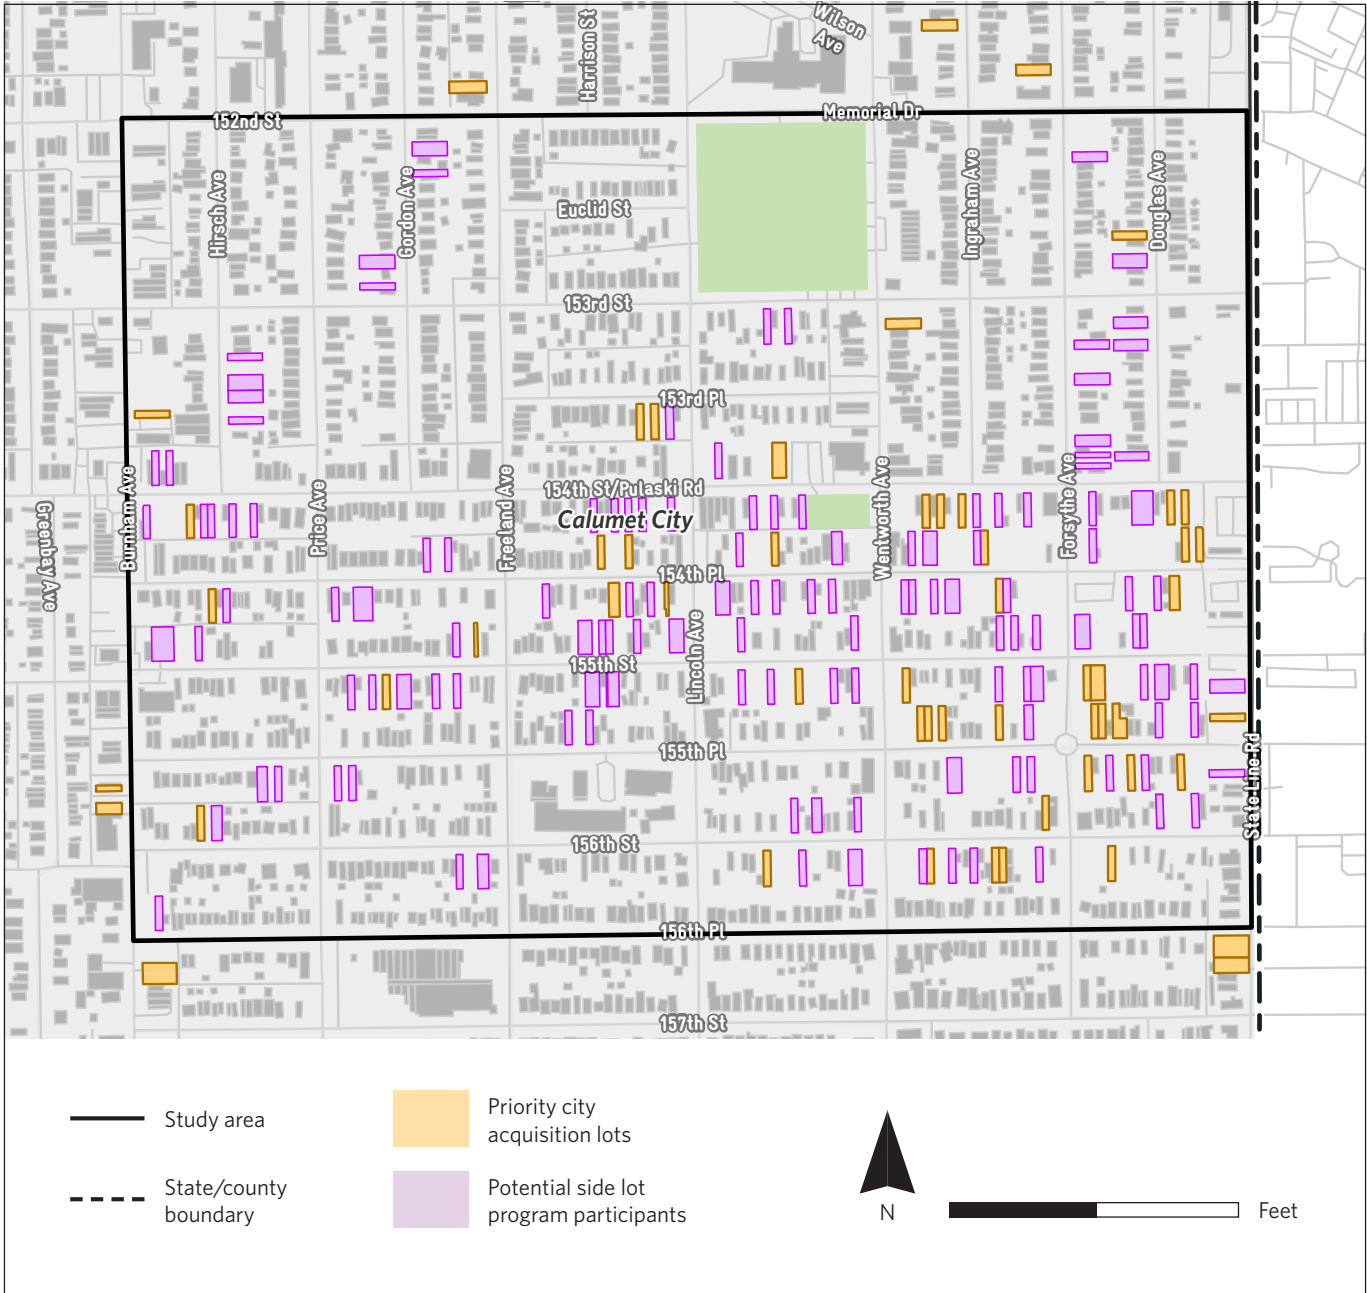 Harrison St
Wilson
Ave
152nd St
Memorial Dr
Hirsch Ave
Gordon Ave
Euclid St
Ingraham Ave
Douglas Ave
153rd St
153rd Pl
154th St/Pulaski Rd
Calumet City
Greenbay Ave
Burnham Ave
Price Ave
Freeland Ave
Wentworth Ave
Forsythe Ave
154th Pl
155th St
Lincoln Ave
155th Pl
State Line Rd
156th St
156th Pl
157th St
Study area
State/county
boundary
Priority city
acquisition lots
Potential side lot
program participants
N
Feet